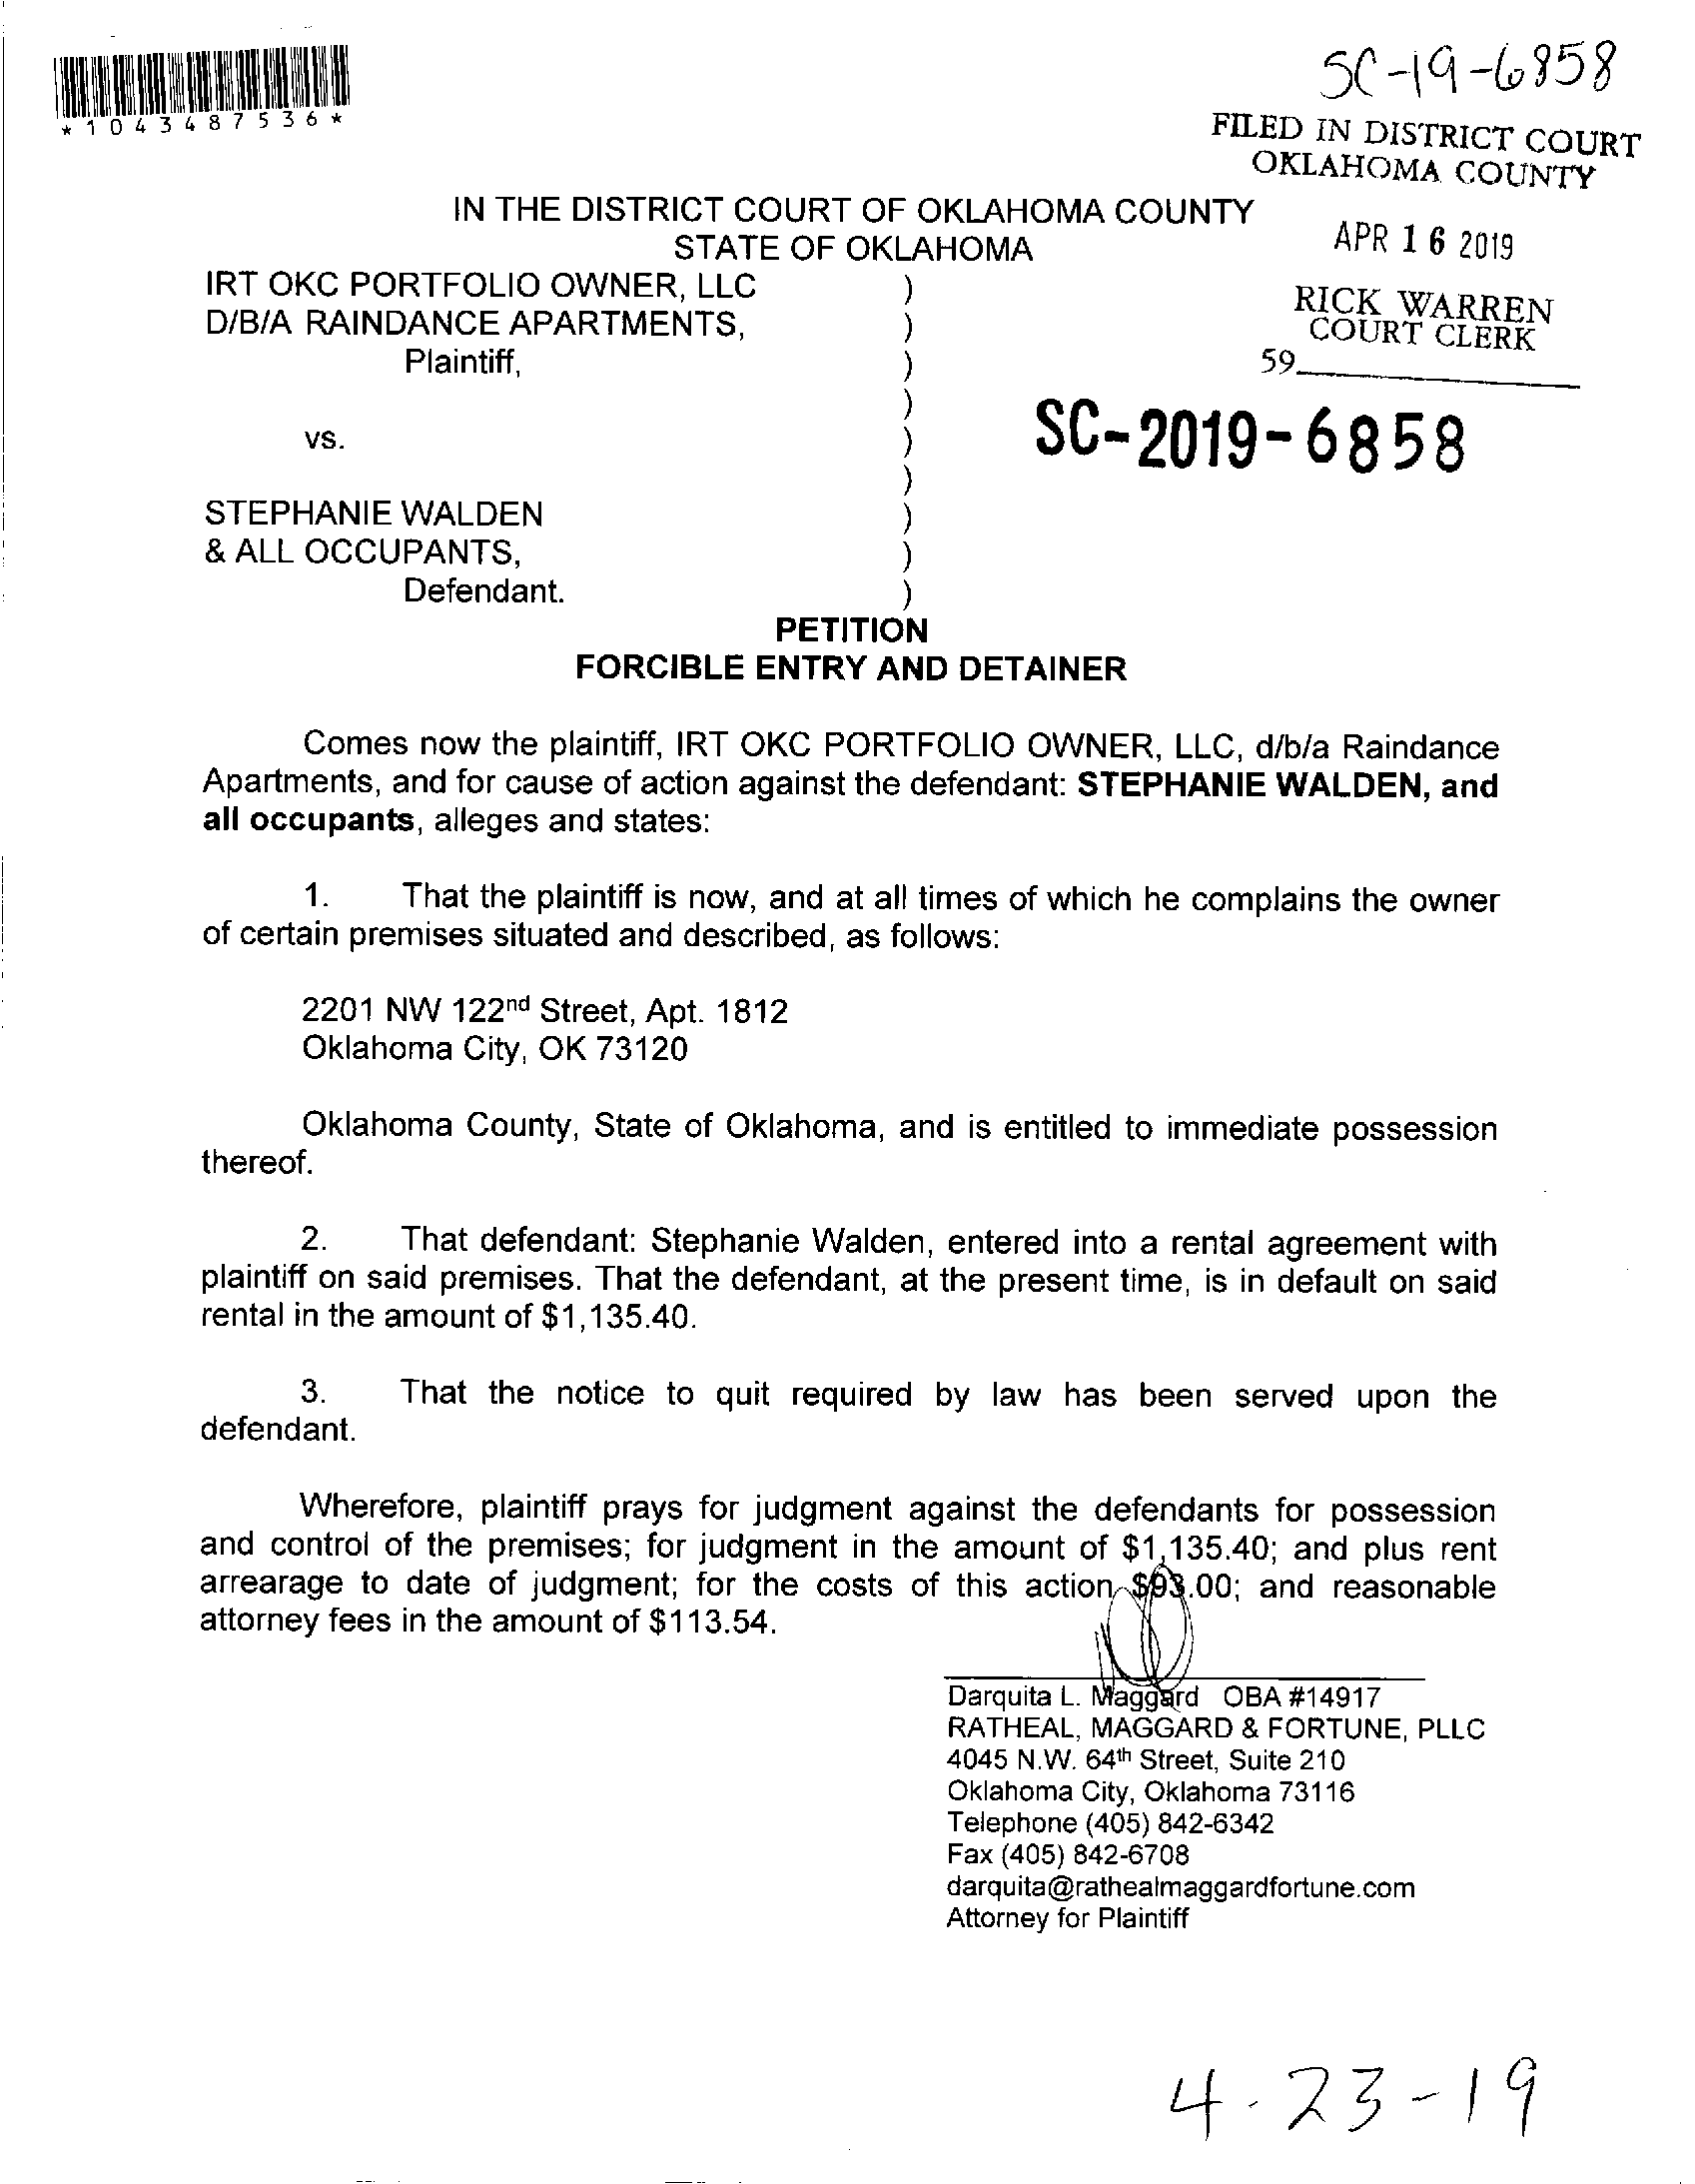 SC-19-6858
*1043487536*
FILED IN DISTRICT COURT
OKLAHOMA COUNTY
IN THE DISTRICT COURT OF OKLAHOMA COUNTY
STATE OF OKLAHOMA
APR 16 2019
IRT OKC PORTFOLIO OWNER, LLC )
D/B/A RAINDANCE APARTMENTS, )
Plaintiff, )
RICK WARREN
COURT CLERK
59
)
vs. )
SC-2019-6858
)
STEPHANIE WALDEN )
& ALL OCCUPANTS, )
Defendant. )
PETITION
FORCIBLE ENTRY AND DETAINER
Comes now the plaintiff, IRT OKC PORTFOLIO OWNER, LLC, d/b/a Raindance
Apartments, and for cause of action against the defendant: STEPHANIE WALDEN, and
all occupants, alleges and states:
1. That the plaintiff is now, and at all times of which he complains the owner
of certain premises situated and described, as follows:
2201 NW 122nd Street, Apt. 1812
Oklahoma City, OK 73120
Oklahoma County, State of Oklahoma, and is entitled to immediate possession
thereof.
2. That defendant: Stephanie Walden, entered into a rental agreement with
plaintiff on said premises. That the defendant, at the present time, is in default on said
rental in the amount of $1,135.40.
3. That the notice to quit required by law has been served upon the
defendant.
Wherefore, plaintiff prays for judgment against the defendants for possession
and control of the premises; for judgment in the amount of $1,135.40; and plus rent
arrearage to date of judgment; for the costs of this action $93.00; and reasonable
attorney fees in the amount of $113.54.
Darquita L. Maggard OBA #14917
RATHEAL, MAGGARD & FORTUNE, PLLC
4045 N.W. 64th Street, Suite 210
Oklahoma City, Oklahoma 73116
Telephone (405) 842-6342
Fax (405) 842-6708
darquita@rathealmaggardfortune.com
Attorney for Plaintiff
4-23-19